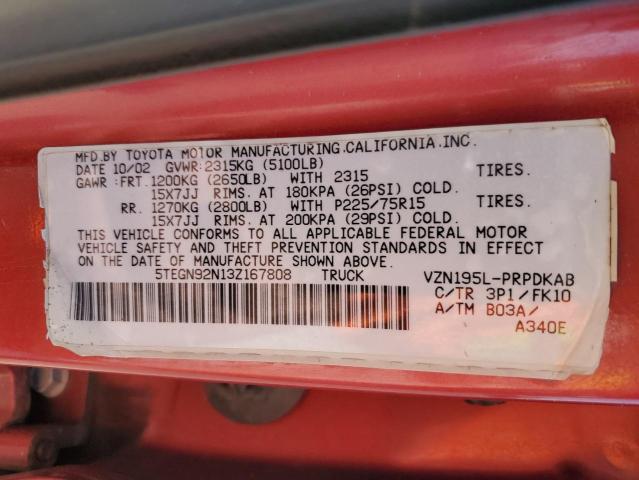 MFD.BY TOYOTA MOTOR MANUFACTURING.CALIFORNIA.INC.
DATE 10/02 GVWR:2315KG (5100LB)
GAWR :FRT.1200KG (2650LB) WITH 2315 TIRES.
15X7JJ RIMS. AT 180KPA (26PSI) COLD.
RR. 1270KG (2800LB) WITH P225/75R15 TIRES.
15X7JJ RIMS. AT 200KPA (29PSI) COLD.
THIS VEHICLE CONFORMS TO ALL APPLICABLE FEDERAL MOTOR
VEHICLE SAFETY AND THEFT PREVENTION STANDARDS IN EFFECT
ON THE DATE OF MANUFACTURE SHOWN ABOVE.
5TEGN92N13Z167808 TRUCK VZN195L-PRPDKAB
C/TR 3P1/FK10
A/TM B03A/
A340E